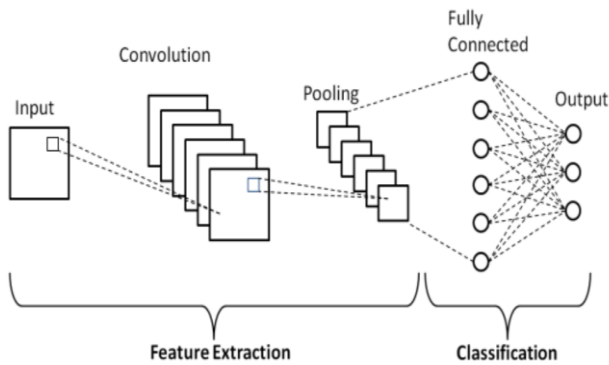 Input
Convolution
Pooling
Fully
Connected
Output
Feature Extraction
Classification